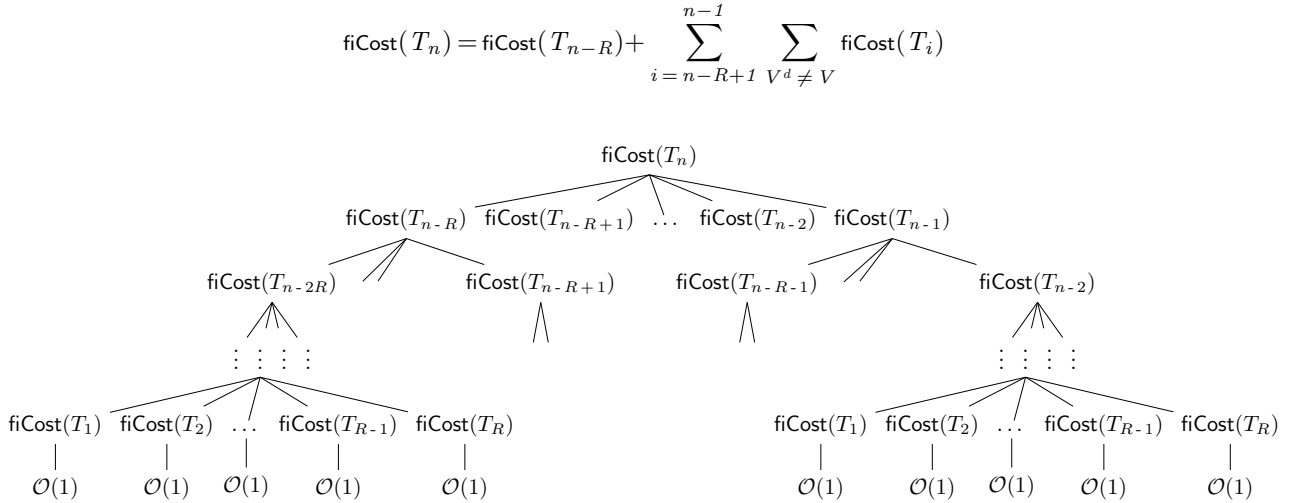 fiCost(T_n) = fiCost(T_{n-R}) + \sum_{i=n-R+1}^{n-1} \sum_{V^d ≠ V} fiCost(T_i)
fiCost(T_n)
fiCost(T_{n-R}) fiCost(T_{n-R+1}) ... fiCost(T_{n-2}) fiCost(T_{n-1})
fiCost(T_{n-2R}) fiCost(T_{n-R+1}) fiCost(T_{n-R-1}) fiCost(T_{n-2})
⋮ ⋮ ⋮ ⋮ ⋮ ⋮ ⋮ ⋮
fiCost(T_1) fiCost(T_2) ... fiCost(T_{R-1}) fiCost(T_R) fiCost(T_1) fiCost(T_2) ... fiCost(T_{R-1}) fiCost(T_R)
𝒪(1) 𝒪(1) 𝒪(1) 𝒪(1) 𝒪(1) 𝒪(1) 𝒪(1) 𝒪(1) 𝒪(1) 𝒪(1)